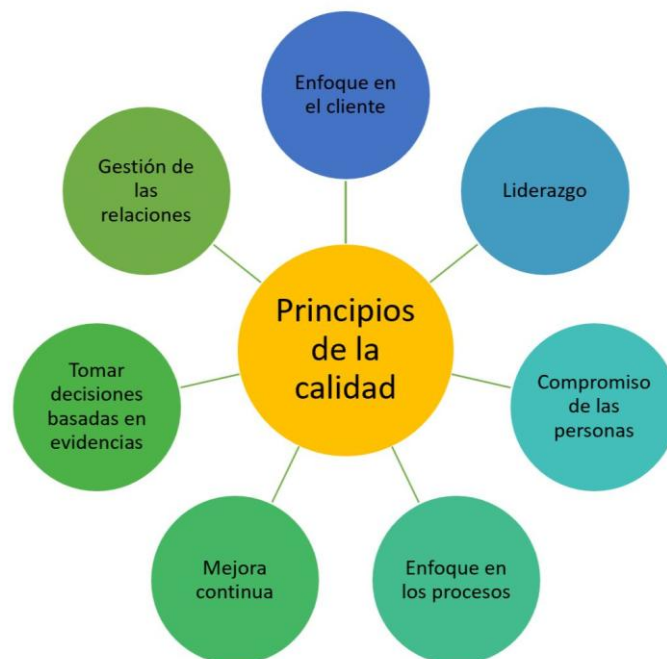 Enfoque en
el cliente
Liderazgo
Compromiso
de las
personas
Enfoque en
los procesos
Mejora
continua
Tomar
decisiones
basadas en
evidencias
Gestión de
las
relaciones
Principios
de la
calidad